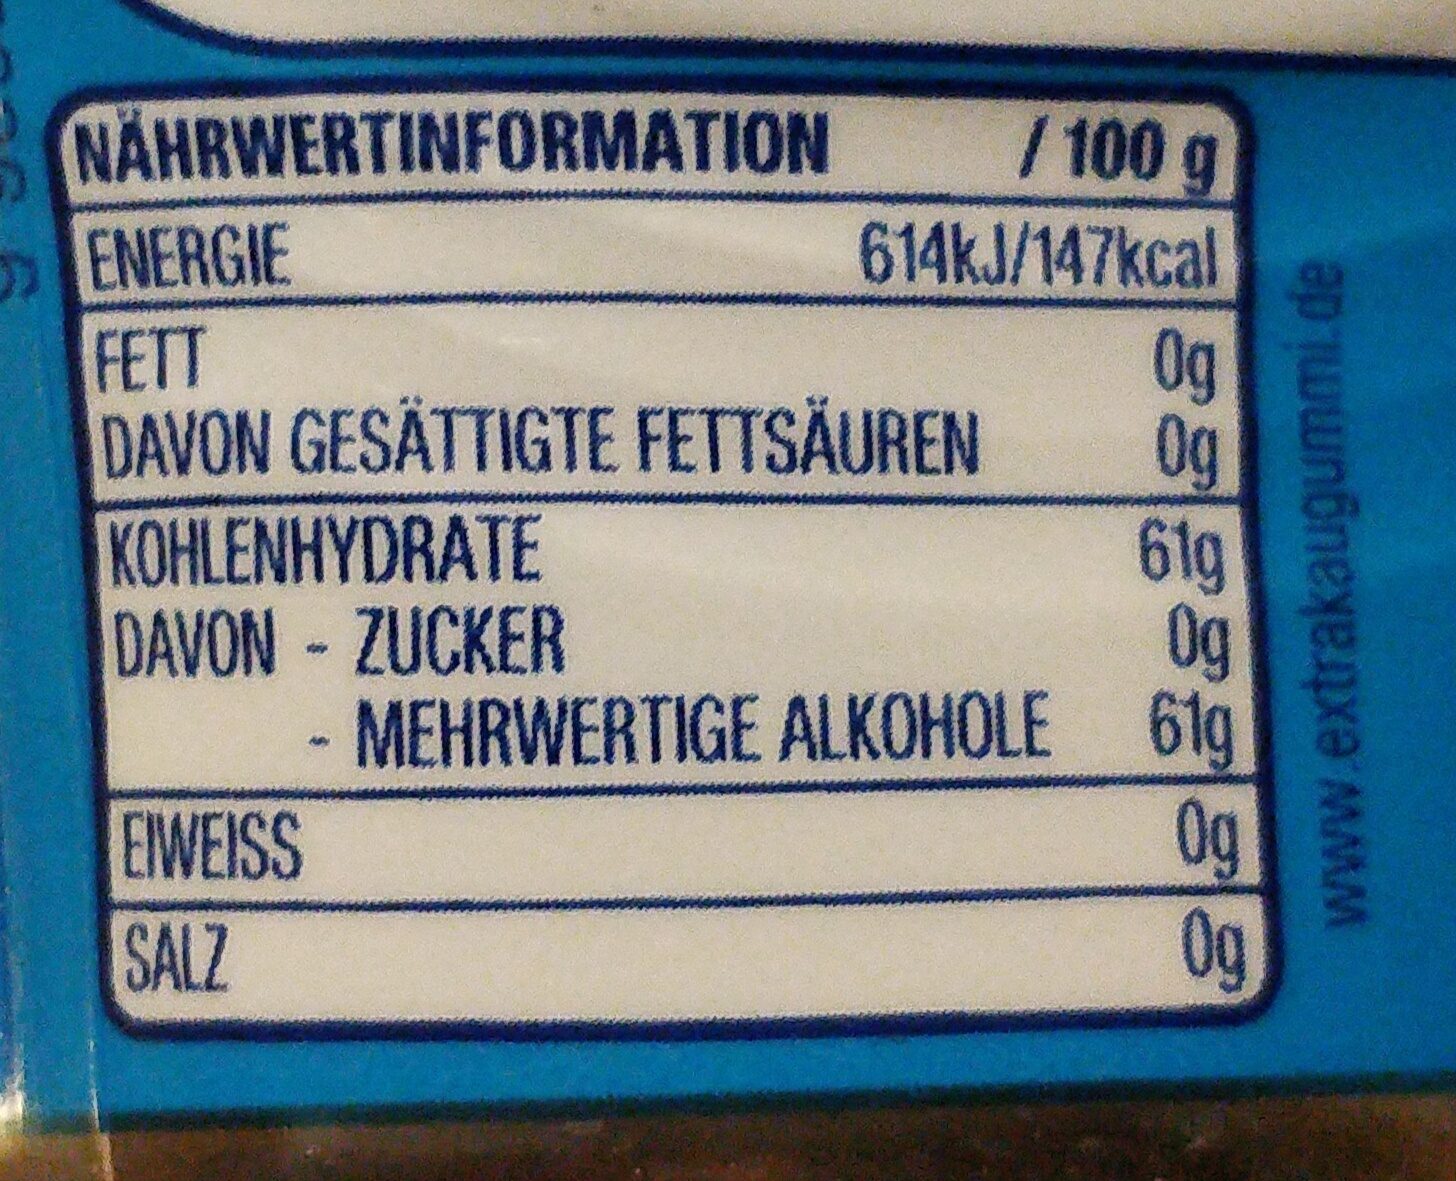 NÄHRWERTINFORMATION / 100 g
ENERGIE 614kJ/147kcal
FETT 0g
DAVON GESÄTTIGTE FETTSÄUREN 0g
KOHLENHYDRATE 61g
DAVON - ZUCKER 0g
- MEHRWERTIGE ALKOHOLE 61g
EIWEISS 0g
SALZ 0g
www.extrakaugummi.de